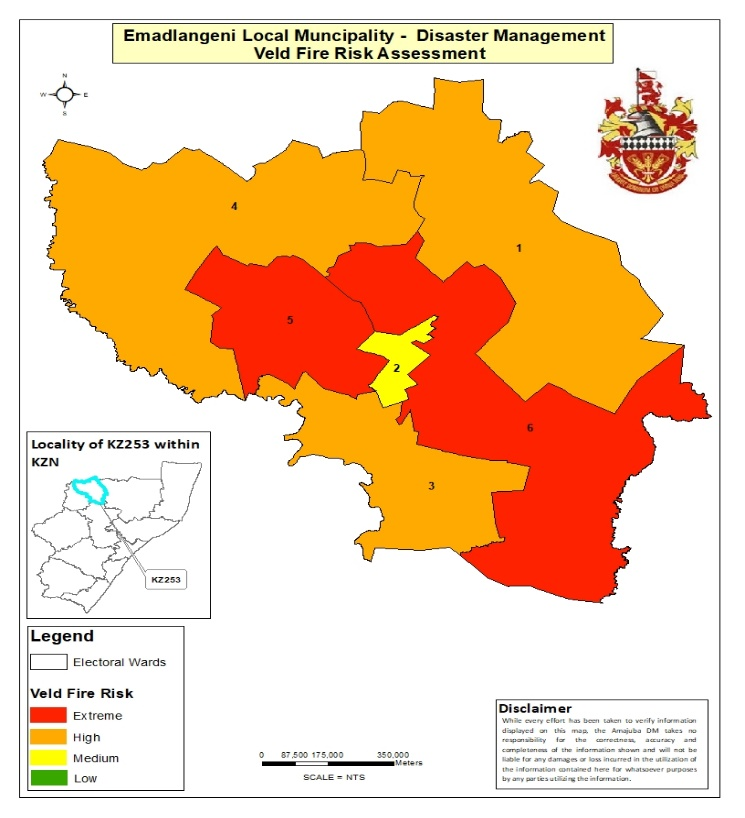 Emadlangeni Local Muncipality - Disaster Management
Veld Fire Risk Assessment
N
W
E
S
4
1
5
2
6
3
Locality of KZ253 within
KZN
KZ253
Legend
Electoral Wards
Veld Fire Risk
Extreme
High
Medium
Low
0 87,500 175,000 350,000
Meters
SCALE = NTS
Disclaimer
While every effort has been taken to verify information
displayed on this map, the Amajuba DM takes no
responsibility for the correctness, accuracy and
completeness of the information shown and will not be
liable for any damages or loss incurred in the utilization of
the information contained here for whatsoever purposes
by any parties utilizing the information.